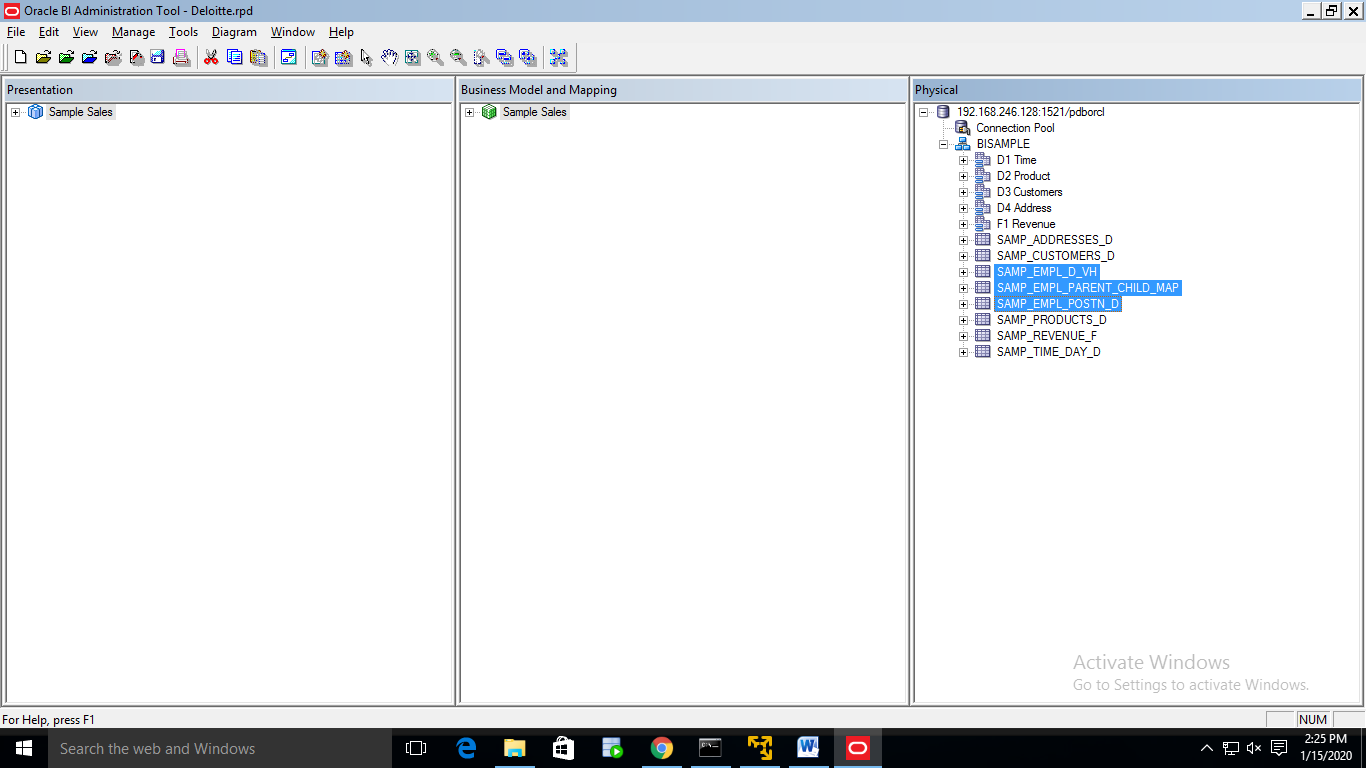 Oracle BI Administration Tool - Deloitte.rpd
File Edit View Manage Tools Diagram Window Help
Presentation
Sample Sales
Business Model and Mapping
Sample Sales
Physical
192.168.246.128:1521/pdborcl
Connection Pool
BISAMPLE
D1 Time
D2 Product
D3 Customers
D4 Address
F1 Revenue
SAMP_ADDRESSES_D
SAMP_CUSTOMERS_D
SAMP_EMPL_D_VH
SAMP_EMPL_PARENT_CHILD_MAP
SAMP_EMPL_POSTN_D
SAMP_PRODUCTS_D
SAMP_REVENUE_F
SAMP_TIME_DAY_D
Activate Windows
Go to Settings to activate Windows.
For Help, press F1
NUM
Search the web and Windows
2:25 PM
1/15/2020